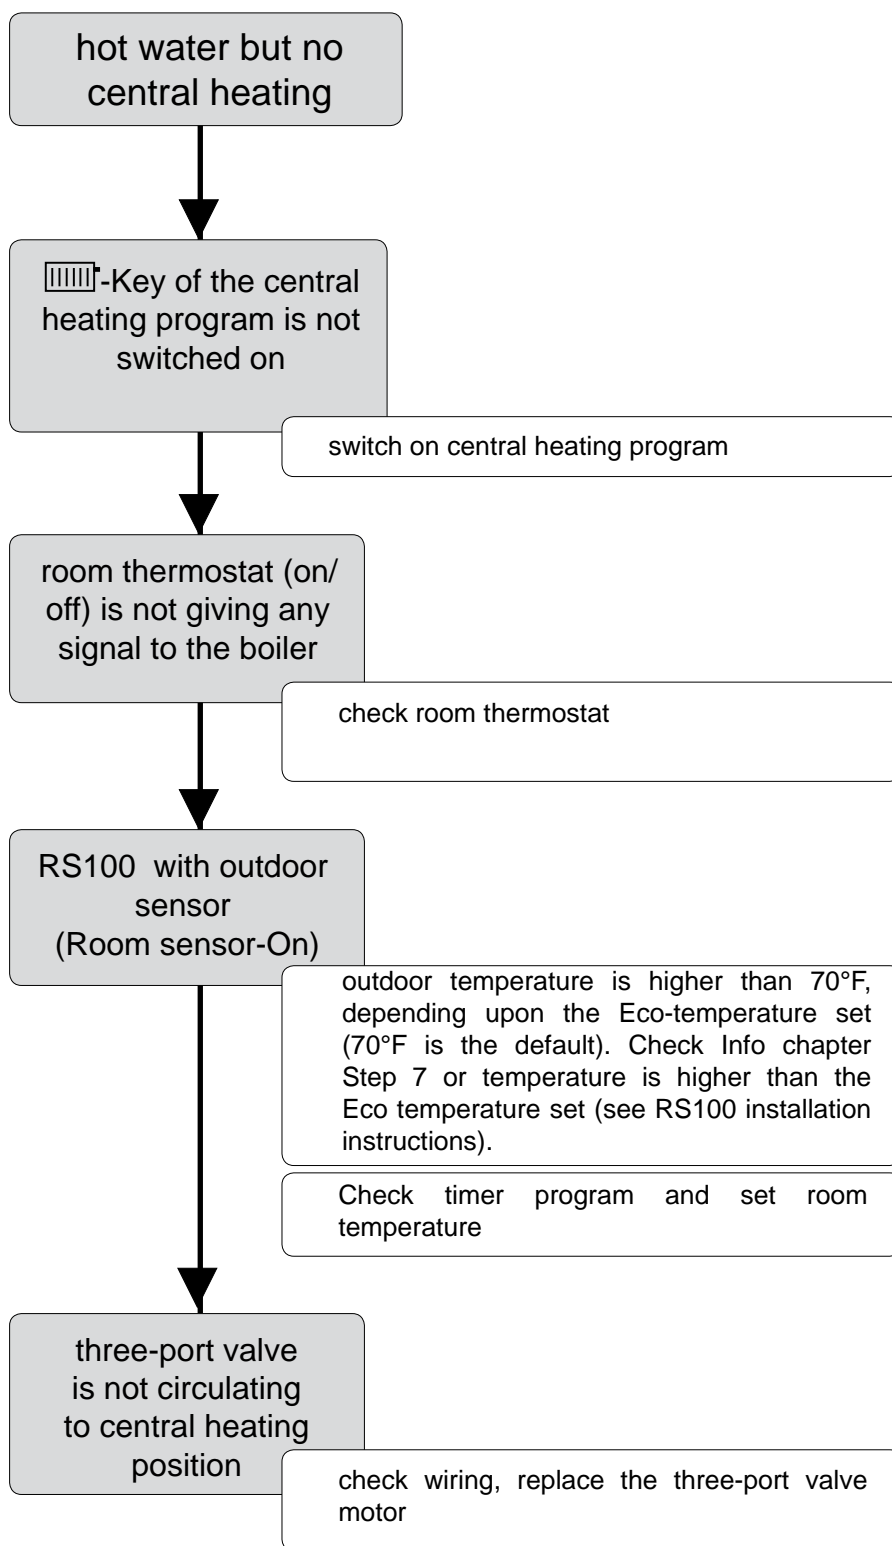 hot water but no
central heating
-Key of the central
heating program is not
switched on
switch on central heating program
room thermostat (on/
off) is not giving any
signal to the boiler
check room thermostat
RS100 with outdoor
sensor
(Room sensor-On)
outdoor temperature is higher than 70°F,
depending upon the Eco-temperature set
(70°F is the default). Check Info chapter
Step 7 or temperature is higher than the
Eco temperature set (see RS100 installation
instructions).
Check timer program and set room
temperature
three-port valve
is not circulating
to central heating
position
check wiring, replace the three-port valve
motor